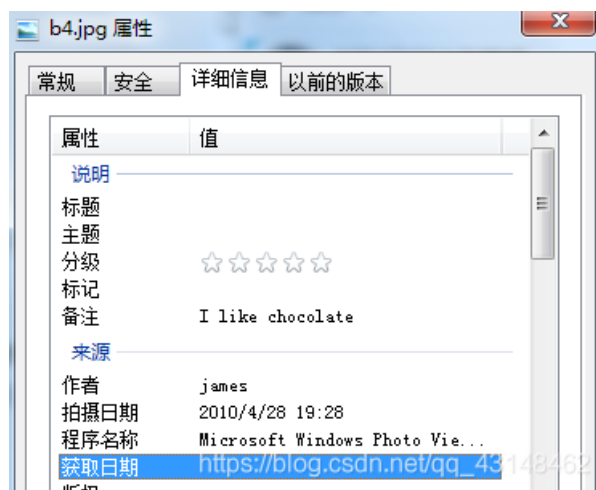 b4.jpg 属性
常规 安全 详细信息 以前的版本
属性 值
说明
标题
主题
分级
标记
备注 I like chocolate
来源
作者 james
拍摄日期 2010/4/28 19:28
程序名称 Microsoft Windows Photo Vie...
获取日期 https://blog.csdn.net/qq_43148462
版权